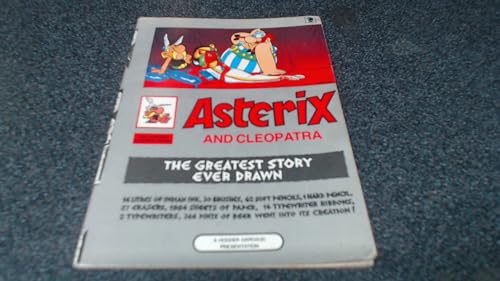 Asterix
AND CLEOPATRA
THE GREATEST STORY
EVER DRAWN
14 LITRES OF INDIAN INK, 30 BRUSHES, 62 SOFT PENCILS, 1 HARD PENCIL,
27 ERASERS, 1984 SHEETS OF PAPER, 16 TYPEWRITER RIBBONS,
2 TYPEWRITERS, 366 PINTS OF BEER WENT INTO ITS CREATION!
A HODDER DARGAUD
PRESENTATION